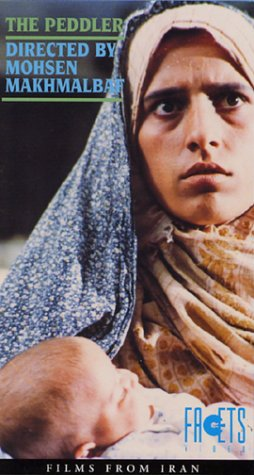 THE PEDDLER
DIRECTED BY
MOHSEN
MAKHMALBAF
FACETS
VIDEO
FILMS FROM IRAN